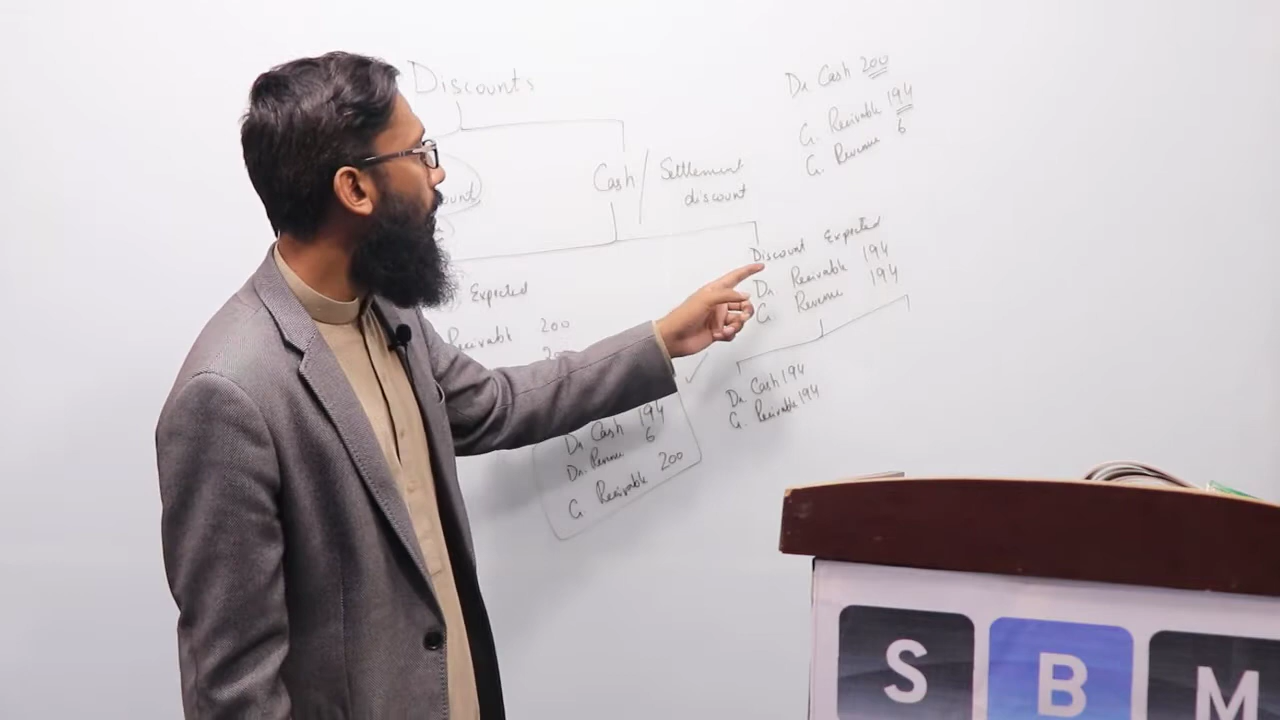 Discounts
Cash / Settlement
discount
ount
Expected
Receivable 200
Dr. Cash 194
Dr. Revenue 6
Cr. Receivable 200
Dr Cash 200
Cr. Receivable 194
Cr. Revenue 6
Discount Expected
Dr. Receivable 194
Cr. Revenue 194
Dr. Cash 194
Cr. Receivable 194
S B M